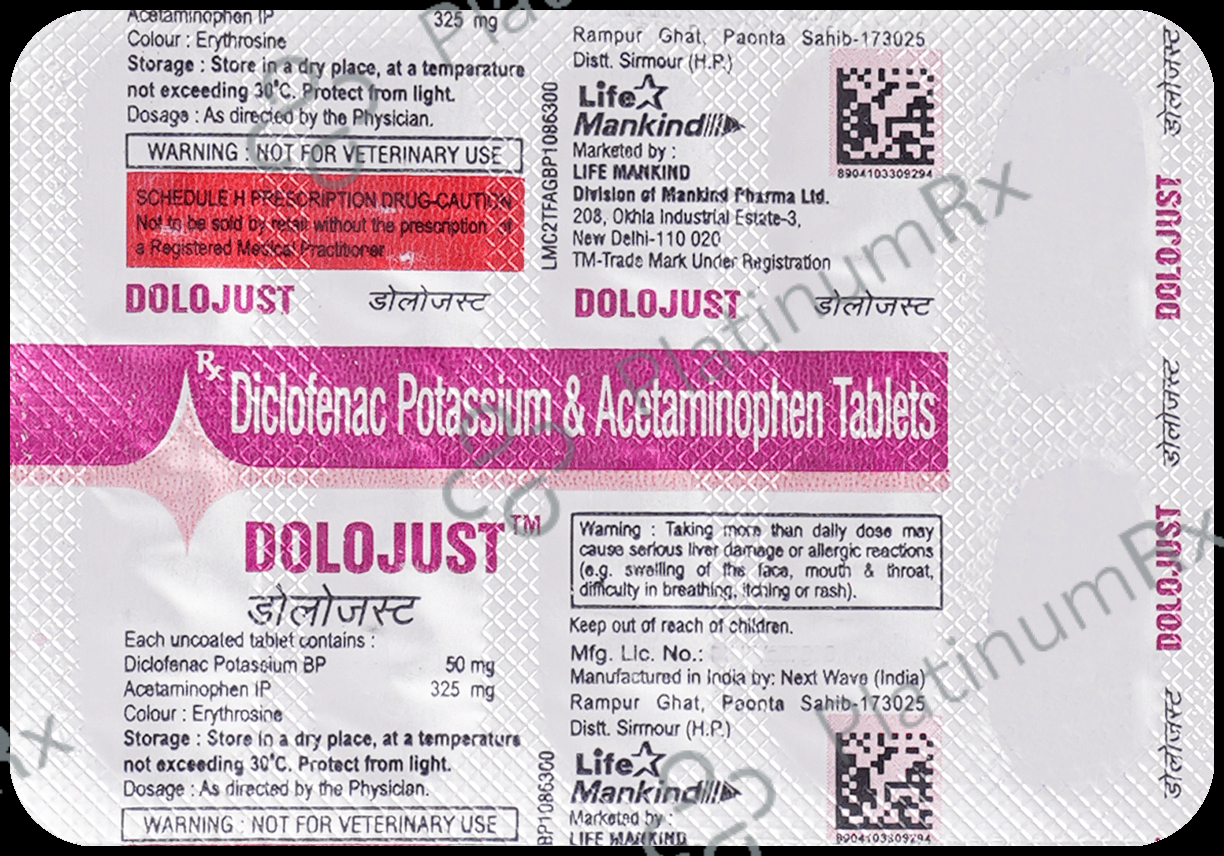 Acetaminophen IP 325 mg
Colour : Erythrosine
Storage : Store in a dry place, at a temparature
not exceeding 30°C. Protect from light.
Dosage : As directed by the Physician.
WARNING : NOT FOR VETERINARY USE
SCHEDULE H PRESCRIPTION DRUG-CAUTION
Not to be sold by retail without the prescription of
a Registered Medical Practitioner
DOLOJUST डोलोजस्ट
LMC2TFAGBP1086300
Rampur Ghat, Paonta Sahib-173025
Distt. Sirmour (H.P.)
Life
Mankind
Marketed by :
LIFE MANKIND
Division of Mankind Pharma Ltd.
208, Okhla Industrial Estate-3,
New Delhi-110 020
TM-Trade Mark Under Registration
8904103309294
DOLOJUST डोलोजस्ट
Rx Diclofenac Potassium & Acetaminophen Tablets
DOLOJUST™
डोलोजस्ट
Each uncoated tablet contains :
Diclofenac Potassium BP 50 mg
Acetaminophen IP 325 mg
Colour : Erythrosine
Storage : Store in a dry place, at a temperature
not exceeding 30°C. Protect from light.
Dosage : As directed by the Physician.
WARNING : NOT FOR VETERINARY USE
BP1086300
Warning : Taking more than daily dose may
cause serious liver damage or allergic reactions
(e.g. swelling of the face, mouth & throat,
difficulty in breathing, itching or rash).
Keep out of reach of children.
Mfg. Lic. No.:
Manufactured in India by: Next Wave (India)
Rampur Ghat, Paonta Sahib-173025
Distt. Sirmour (H.P.)
Life
Mankind
Marketed by :
LIFE MANKIND
8904103309294
डोलोजस्ट
DOLOJUST
डोलोजस्ट
DOLOJUST
डोलोजस्ट
PlatinumRx
PlatinumRx
PlatinumRx
Rx